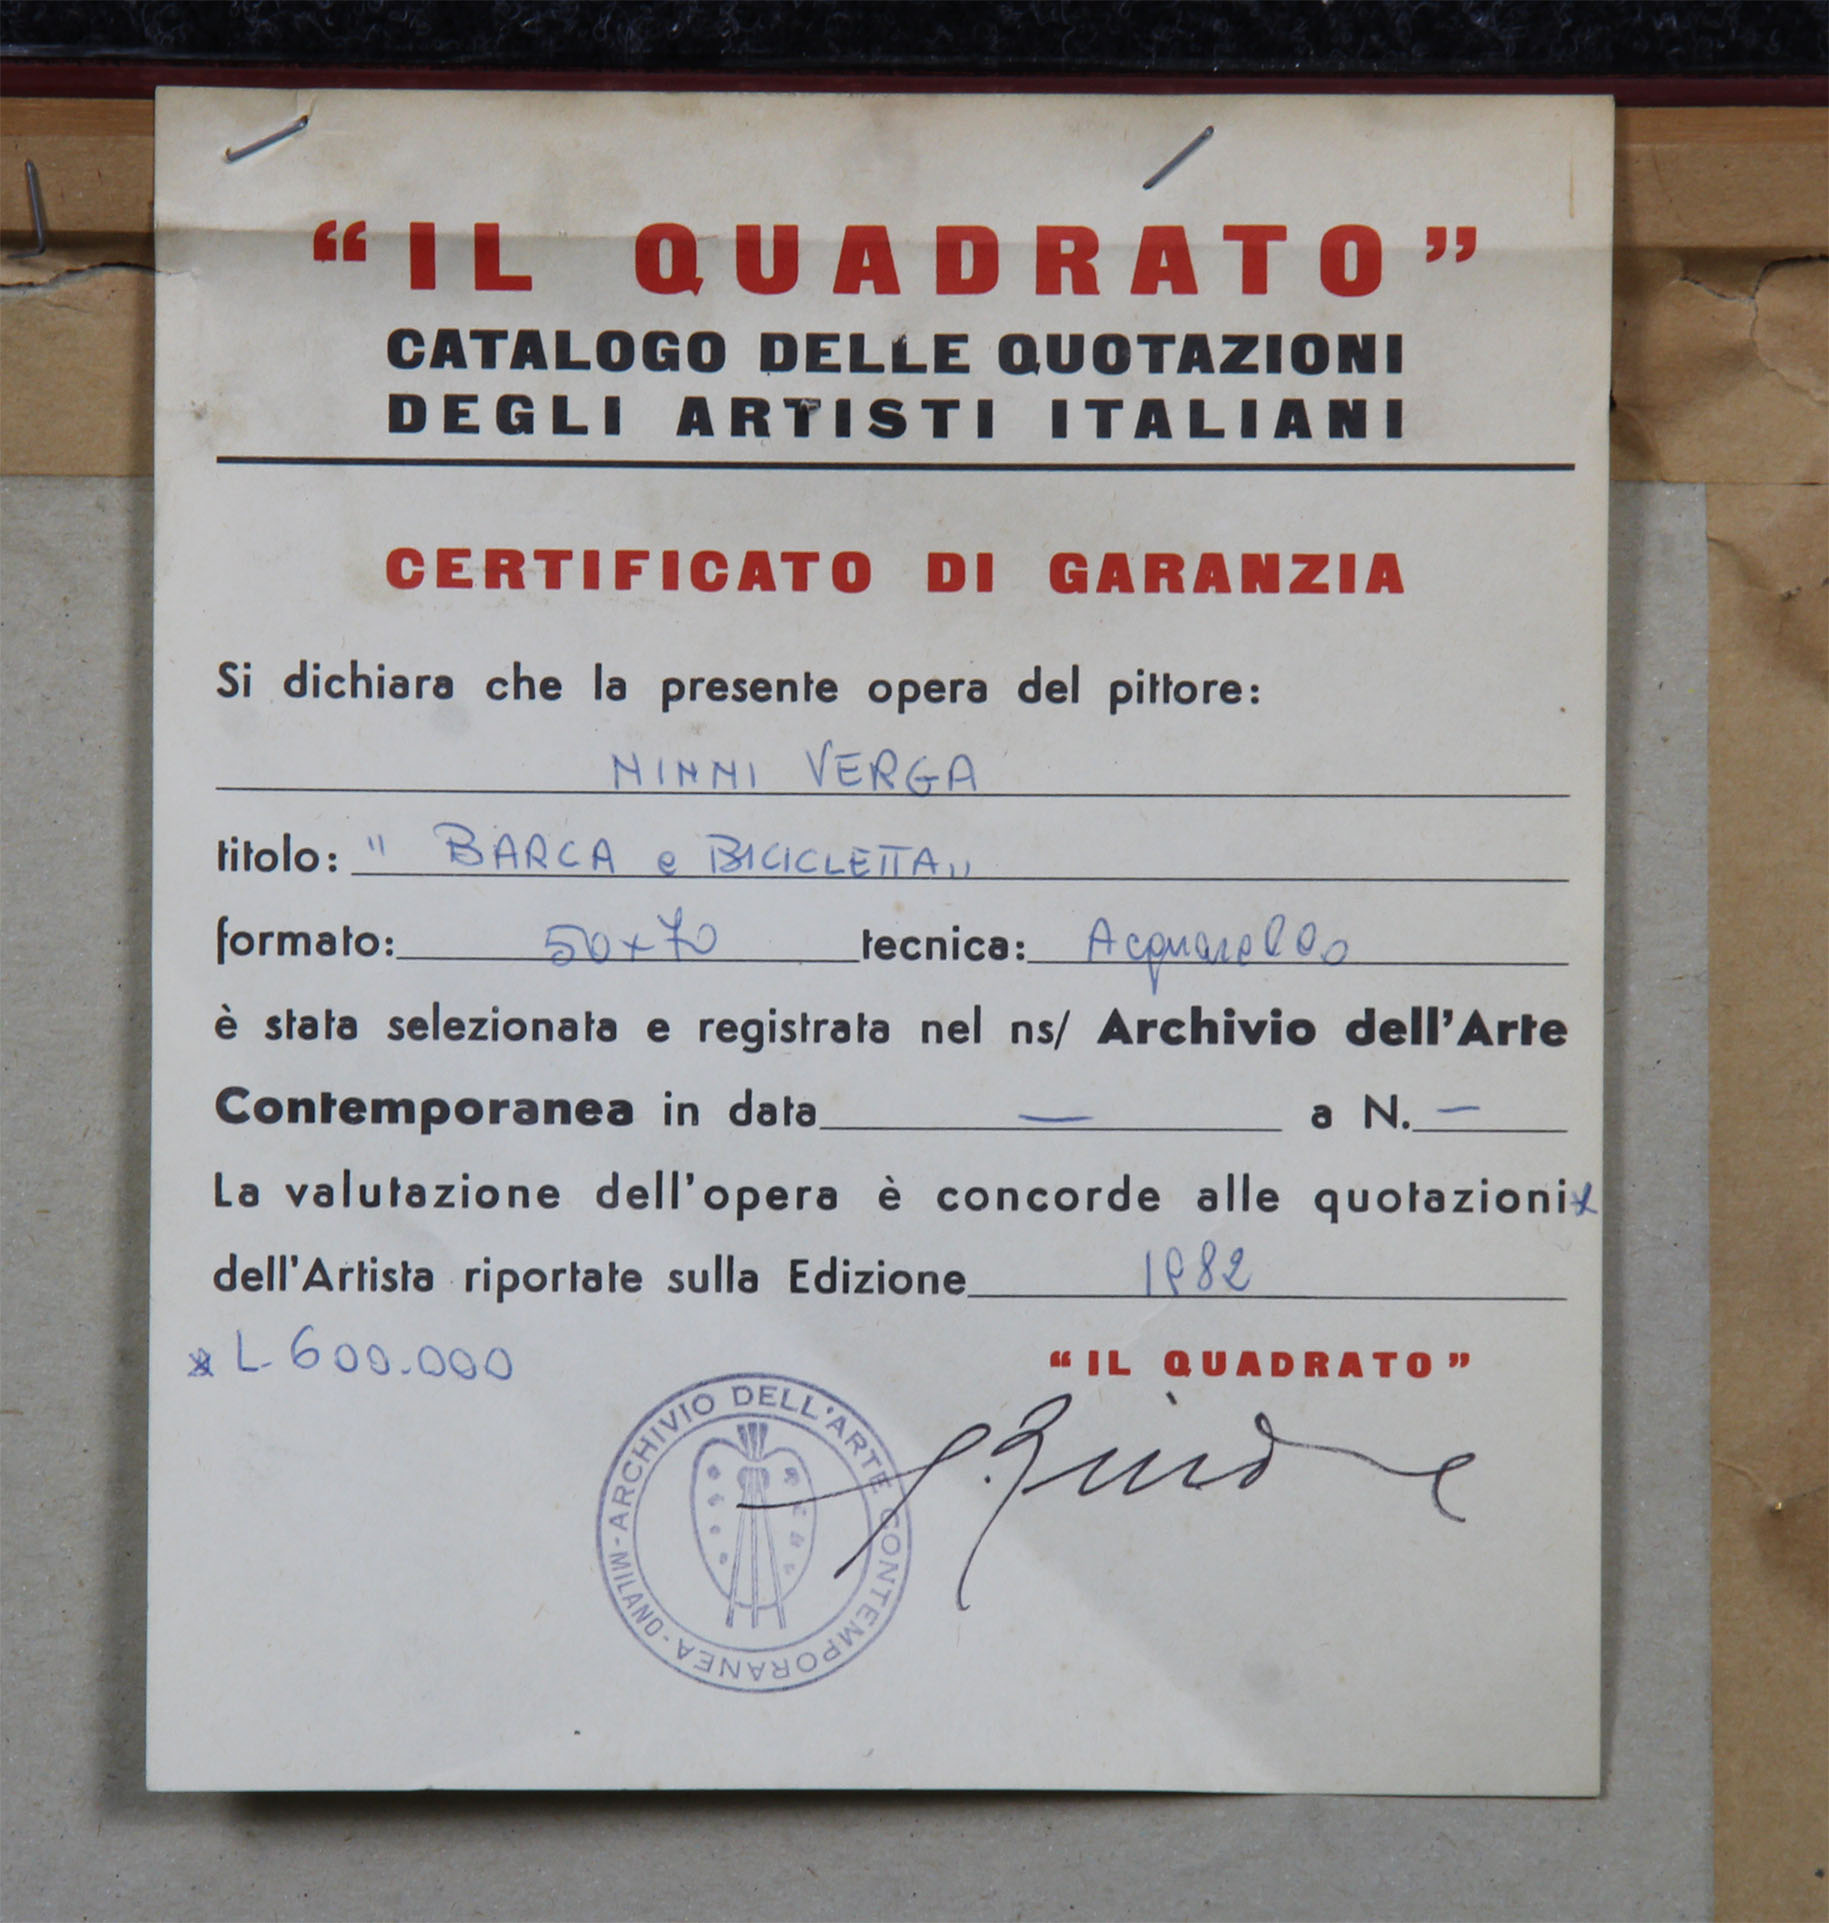 “IL QUADRATO”
CATALOGO DELLE QUOTAZIONI
DEGLI ARTISTI ITALIANI
CERTIFICATO DI GARANZIA
Si dichiara che la presente opera del pittore:
NINNI VERGA
titolo: " BARCA e BICICLETTA„
formato: 50x70 tecnica: Acquarello
è stata selezionata e registrata nel ns/ Archivio dell'Arte
Contemporanea in data — a N. —
La valutazione dell'opera è concorde alle quotazioni*
dell'Artista riportate sulla Edizione 1982
* L. 600.000
“IL QUADRATO”
MILANO - ARCHIVIO DELL'ARTE CONTEMPORANEA -